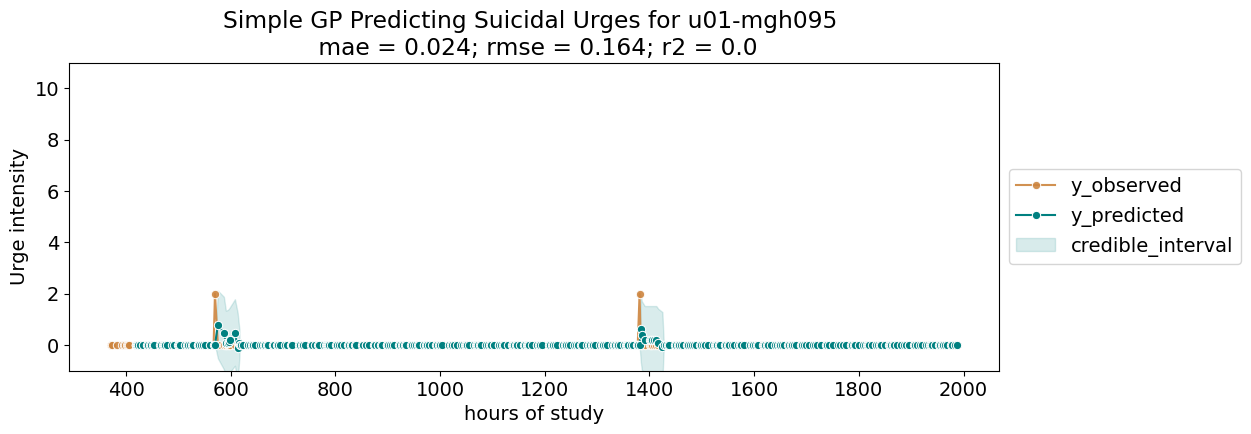 Simple GP Predicting Suicidal Urges for u01-mgh095
mae = 0.024; rmse = 0.164; r2 = 0.0
Urge intensity
10
8
6
4
2
0
400 600 800 1000 1200 1400 1600 1800 2000
hours of study
y_observed
y_predicted
credible_interval